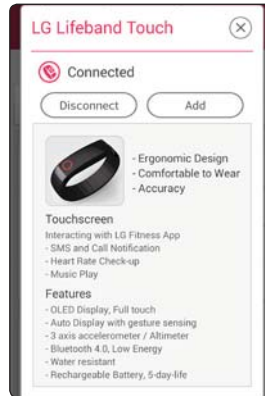 LG Lifeband Touch
Connected
Disconnect
Add
- Ergonomic Design
- Comfortable to Wear
- Accuracy
Touchscreen
Interacting with LG Fitness App
- SMS and Call Notification
- Heart Rate Check-up
- Music Play
Features
- OLED Display, Full touch
- Auto Display with gesture sensing
- 3 axis accelerometer / Altimeter
- Bluetooth 4.0, Low Energy
- Water resistant
- Rechargeable Battery, 5-day-life